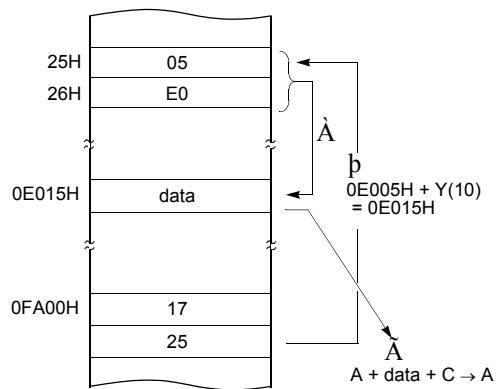 25H 05
26H E0
À
þ
0E005H + Y(10)
= 0E015H
0E015H data
0FA00H 17
25
Ã
A + data + C → A